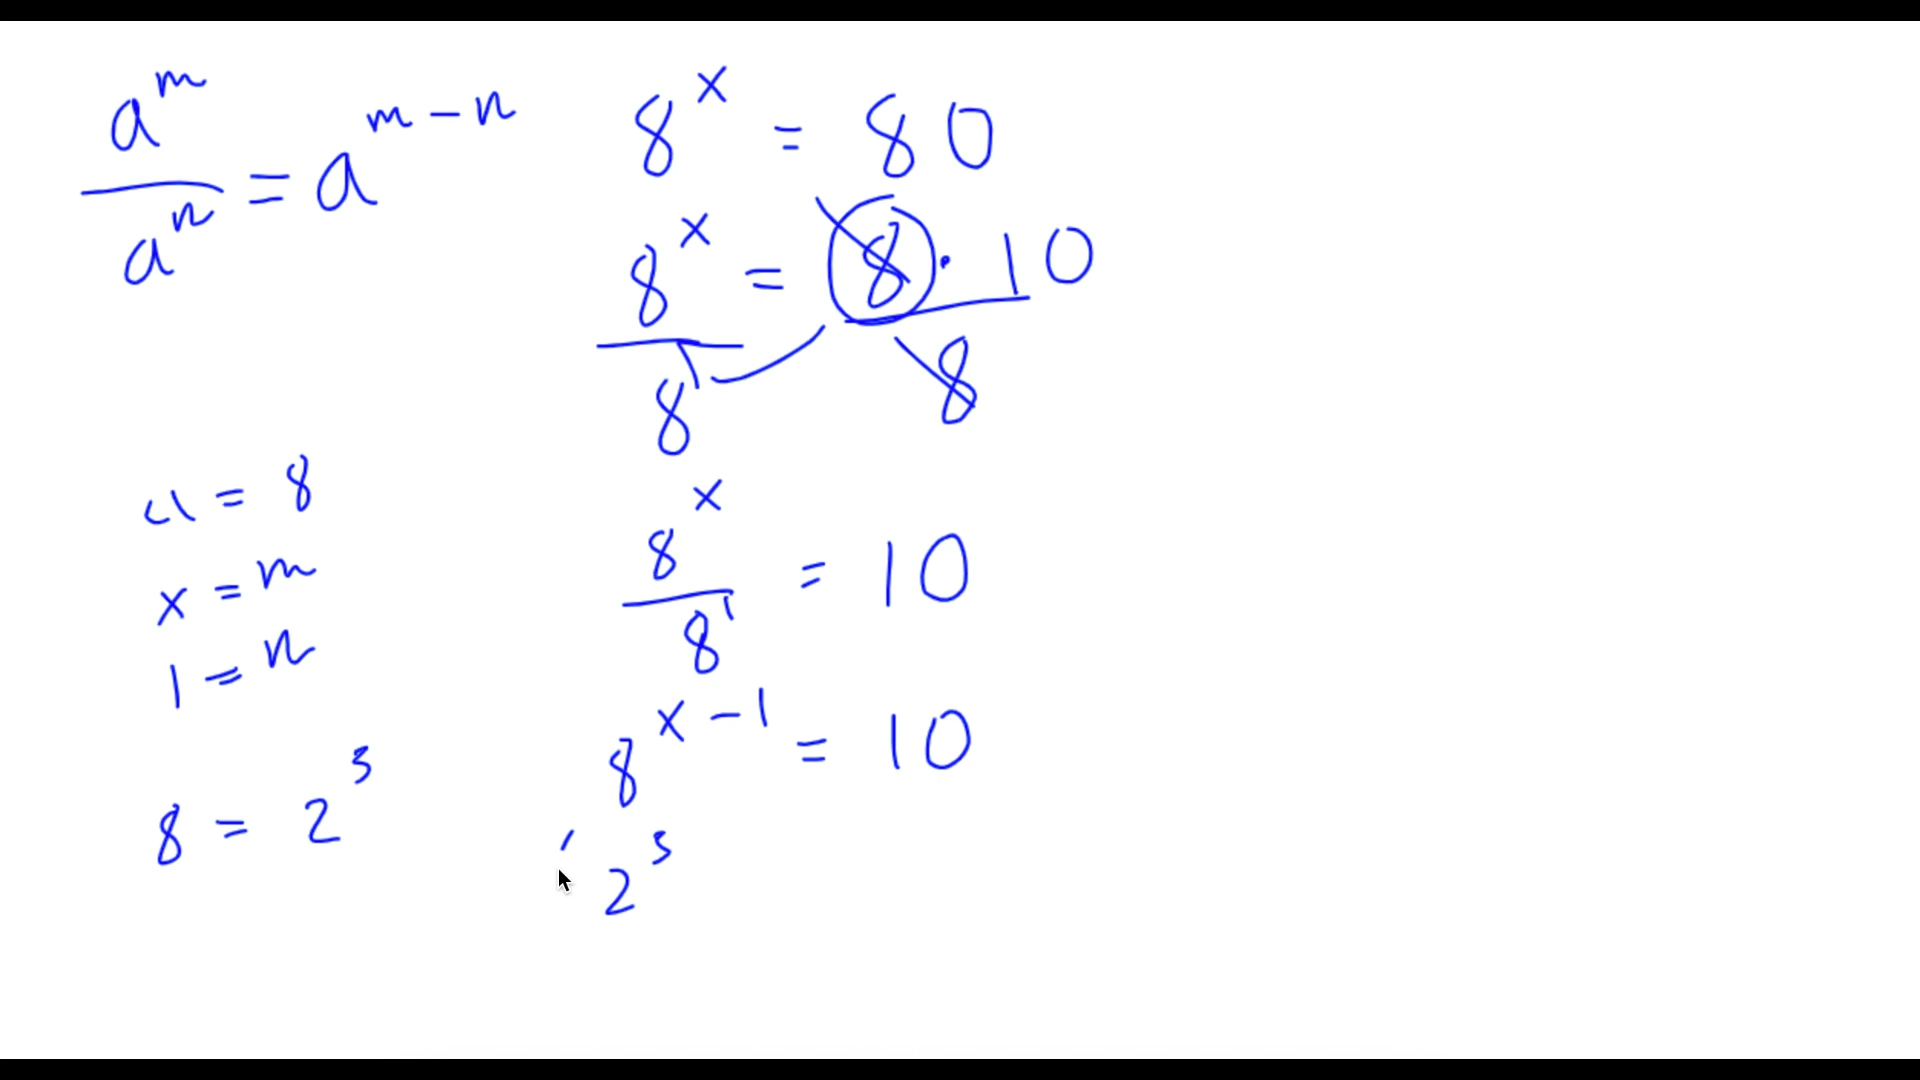 a^m / a^n = a^(m-n)
a = 8
x = m
1 = n
8 = 2^3
8^x = 80
8^x / 8^1 = 8 · 10 / 8
8^x / 8^1 = 10
8^(x-1) = 10
2^3